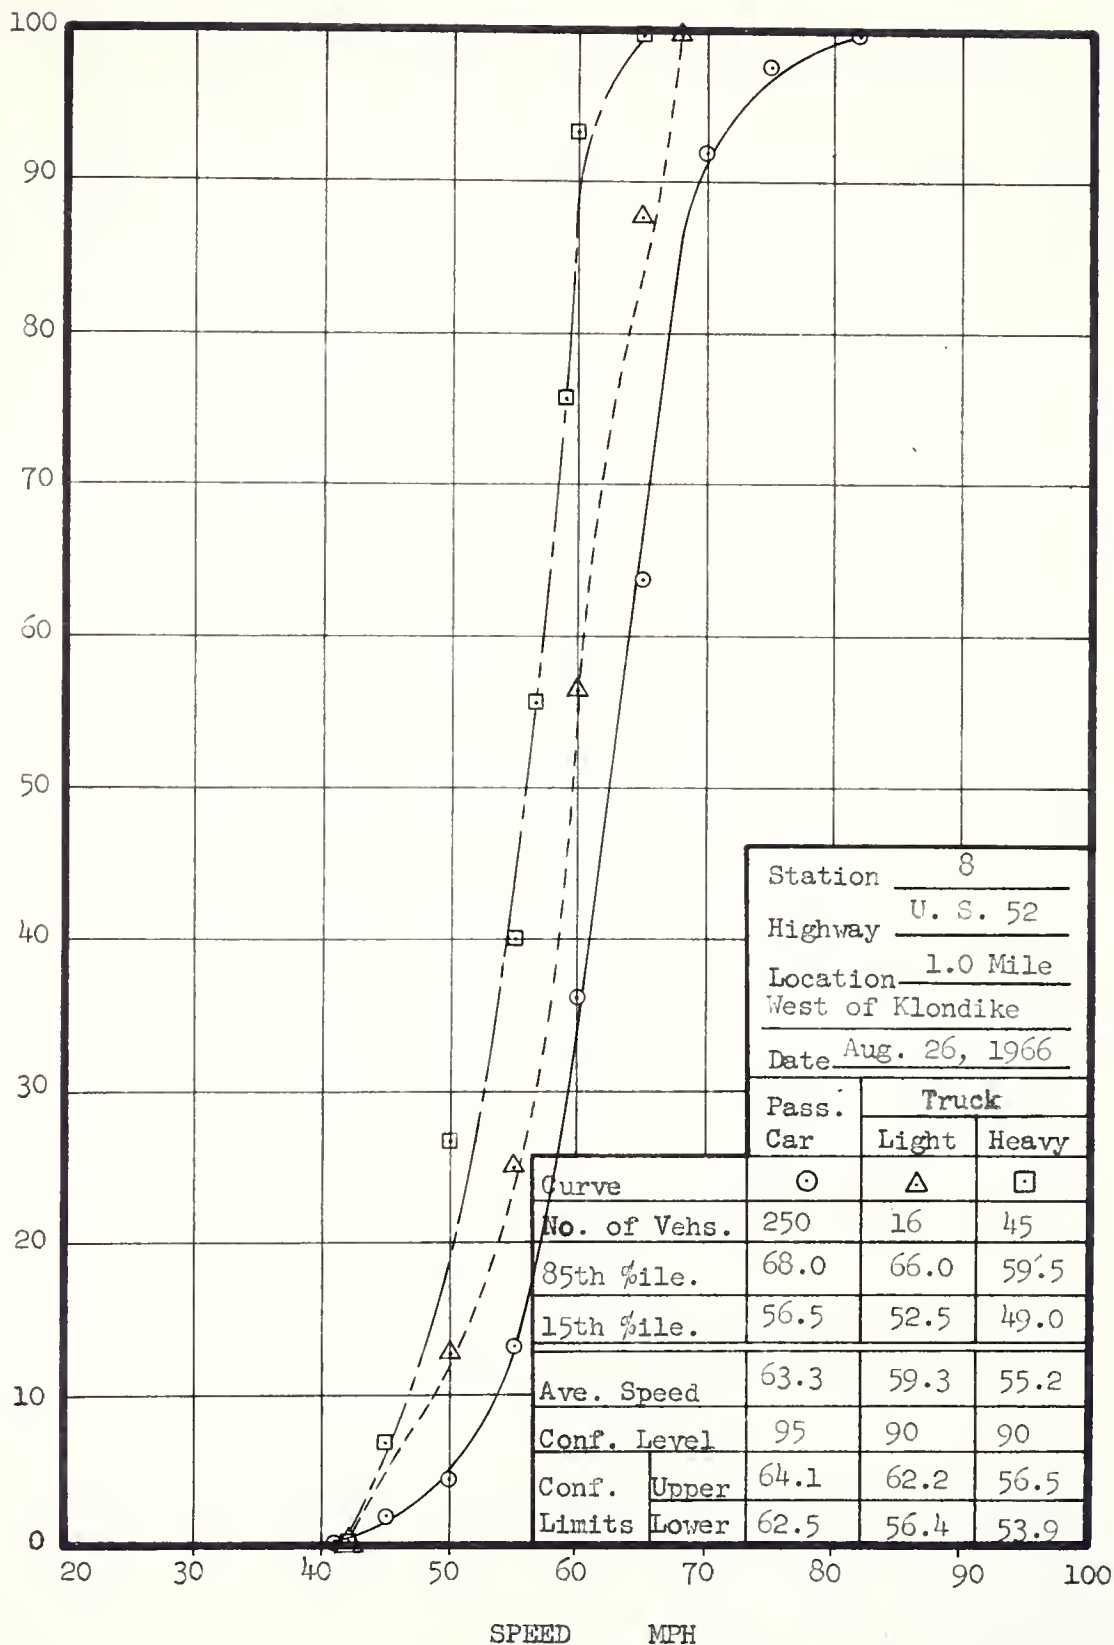 100
90
80
70
60
50
40
30
20
10
0
20 30 40 50 60 70 80 90 100
SPEED MPH
Station 8
Highway U. S. 52
Location 1.0 Mile
West of Klondike
Date Aug. 26, 1966
Pass. Car Truck
Light Heavy
Curve
No. of Vehs. 250 16 45
85th %ile. 68.0 66.0 59.5
15th %ile. 56.5 52.5 49.0
Ave. Speed 63.3 59.3 55.2
Conf. Level 95 90 90
Conf. Limits Upper 64.1 62.2 56.5
Lower 62.5 56.4 53.9